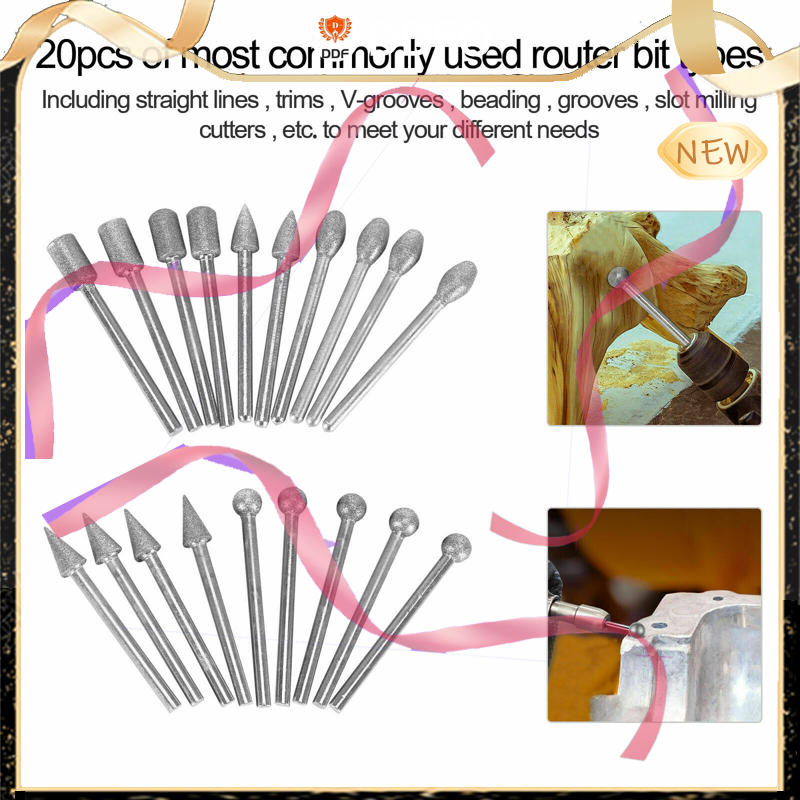 PPF
20pcs of most commonly used router bit types
Including straight lines , trims , V-grooves , beading , grooves , slot milling
cutters , etc. to meet your different needs
NEW